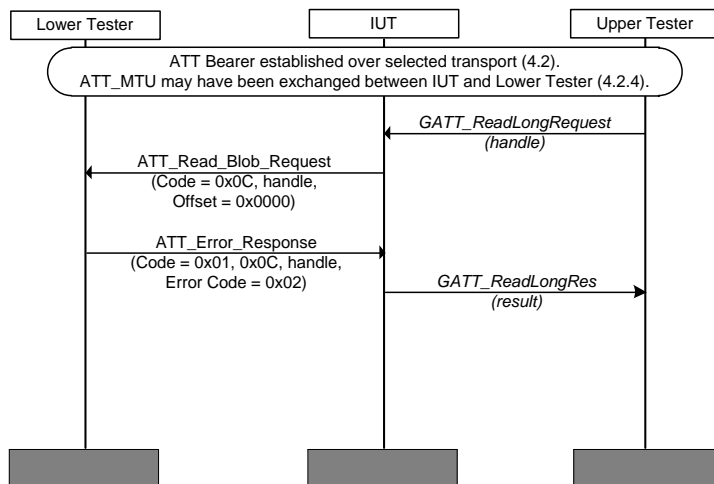 Lower Tester
IUT
Upper Tester
ATT Bearer established over selected transport (4.2).
ATT_MTU may have been exchanged between IUT and Lower Tester (4.2.4).
GATT_ReadLongRequest
(handle)
ATT_Read_Blob_Request
(Code = 0x0C, handle,
Offset = 0x0000)
ATT_Error_Response
(Code = 0x01, 0x0C, handle,
Error Code = 0x02)
GATT_ReadLongRes
(result)